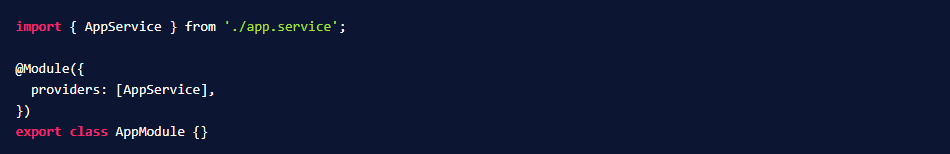 import { AppService } from './app.service';

@Module({
  providers: [AppService],
})
export class AppModule {}